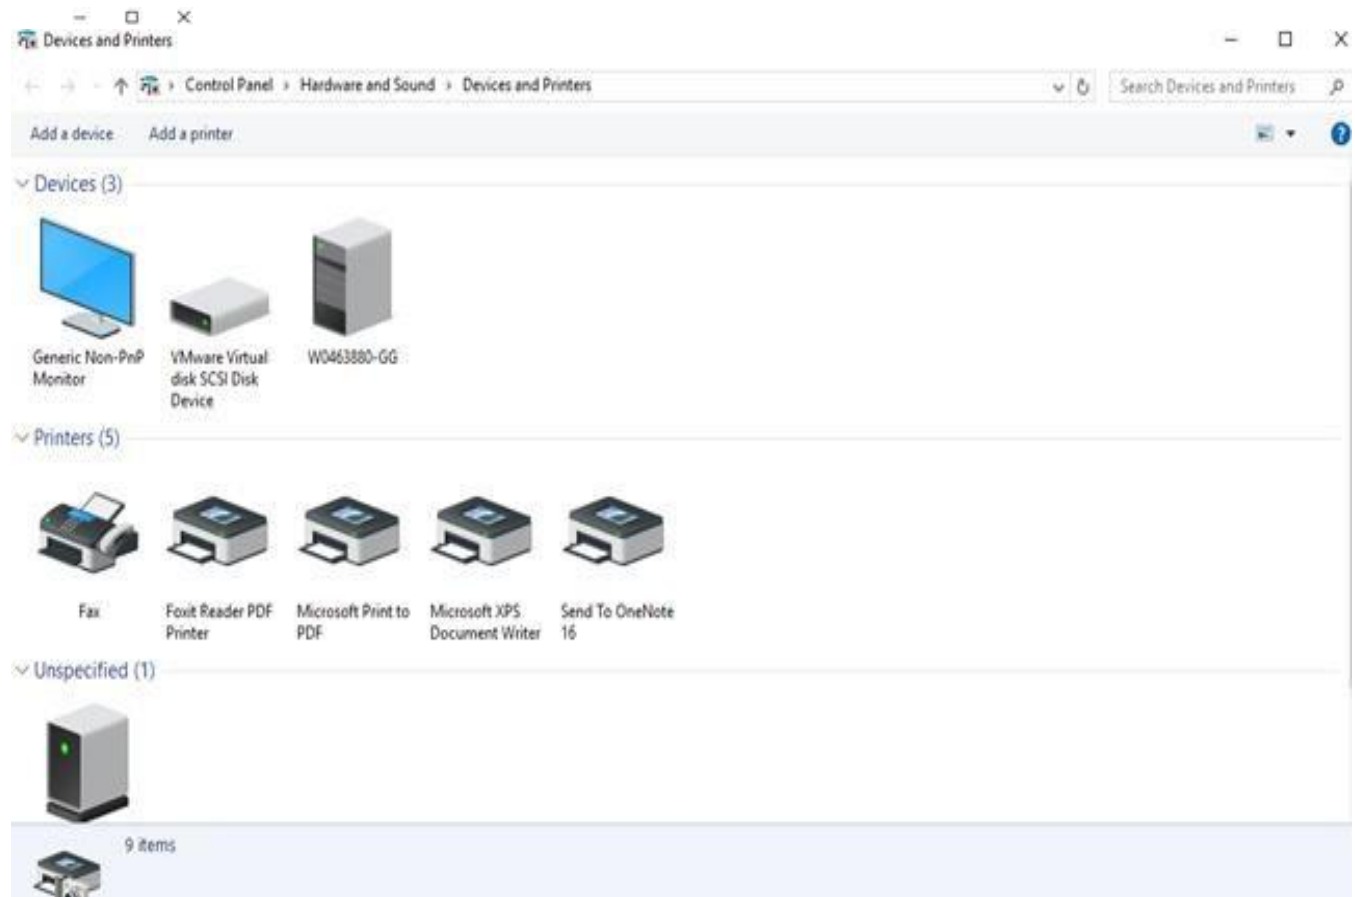 Devices and Printers
Control Panel › Hardware and Sound › Devices and Printers
Search Devices and Printers
Add a device Add a printer
Devices (3)
Generic Non-PnP
Monitor
VMware Virtual
disk SCSI Disk
Device
W0463880-GG
Printers (5)
Fax
Foxit Reader PDF
Printer
Microsoft Print to
PDF
Microsoft XPS
Document Writer
Send To OneNote
16
Unspecified (1)
9 items